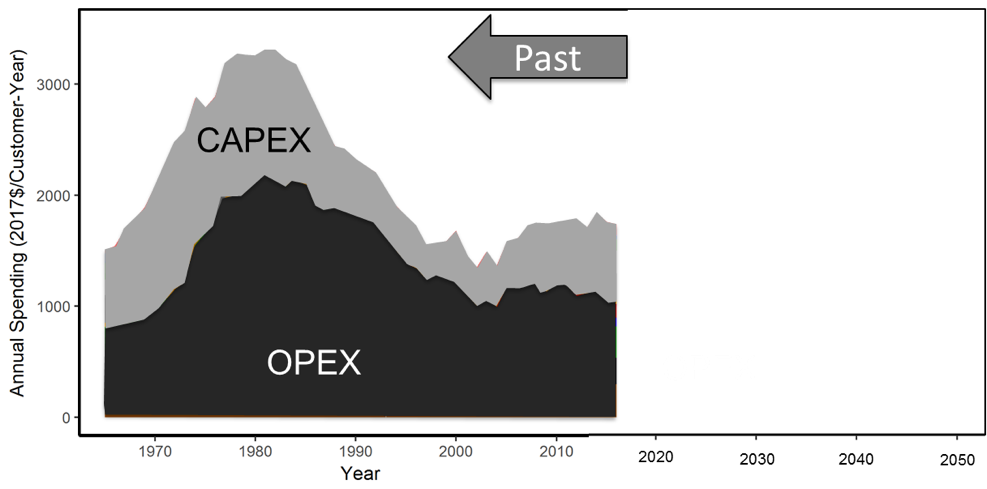 Past
Annual Spending (2017$/Customer-Year)
3000
2000
1000
0
CAPEX
OPEX
1970 1980 1990 2000 2010 2020 2030 2040 2050
Year